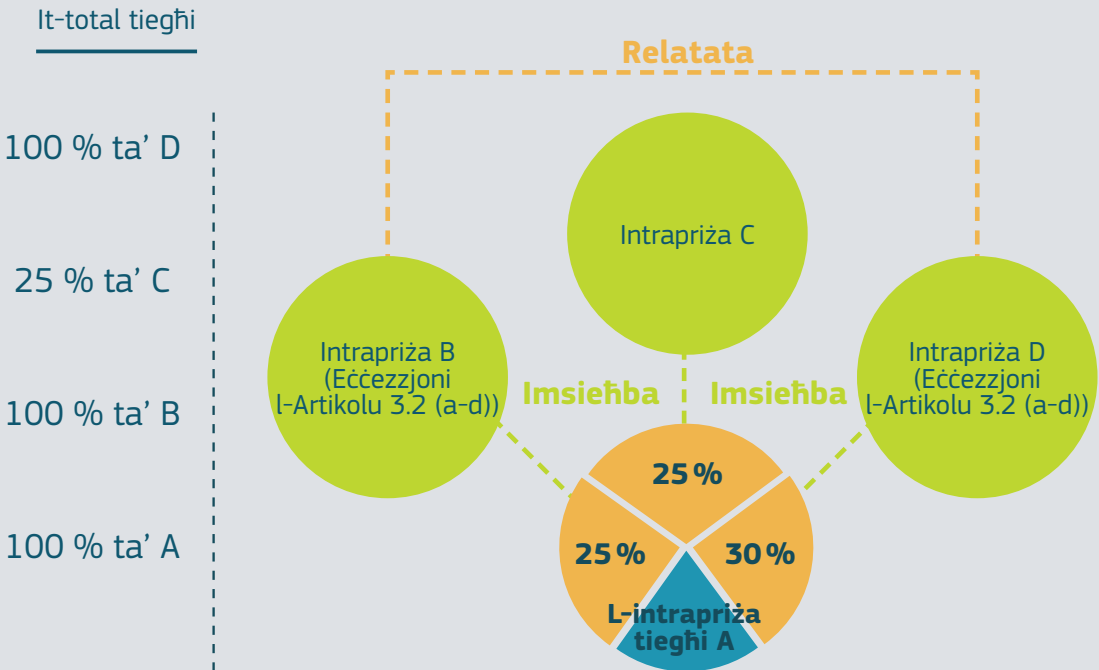 It-total tiegħi
100 % ta' D
25 % ta' C
100 % ta' B
100 % ta' A
Relatata
Intrapriża C
Intrapriża B
(Eċċezzjoni
l-Artikolu 3.2 (a-d))
Intrapriża D
(Eċċezzjoni
l-Artikolu 3.2 (a-d))
Imsieħba
Imsieħba
25 %
25 %
30 %
L-intrapriża
tiegħi A